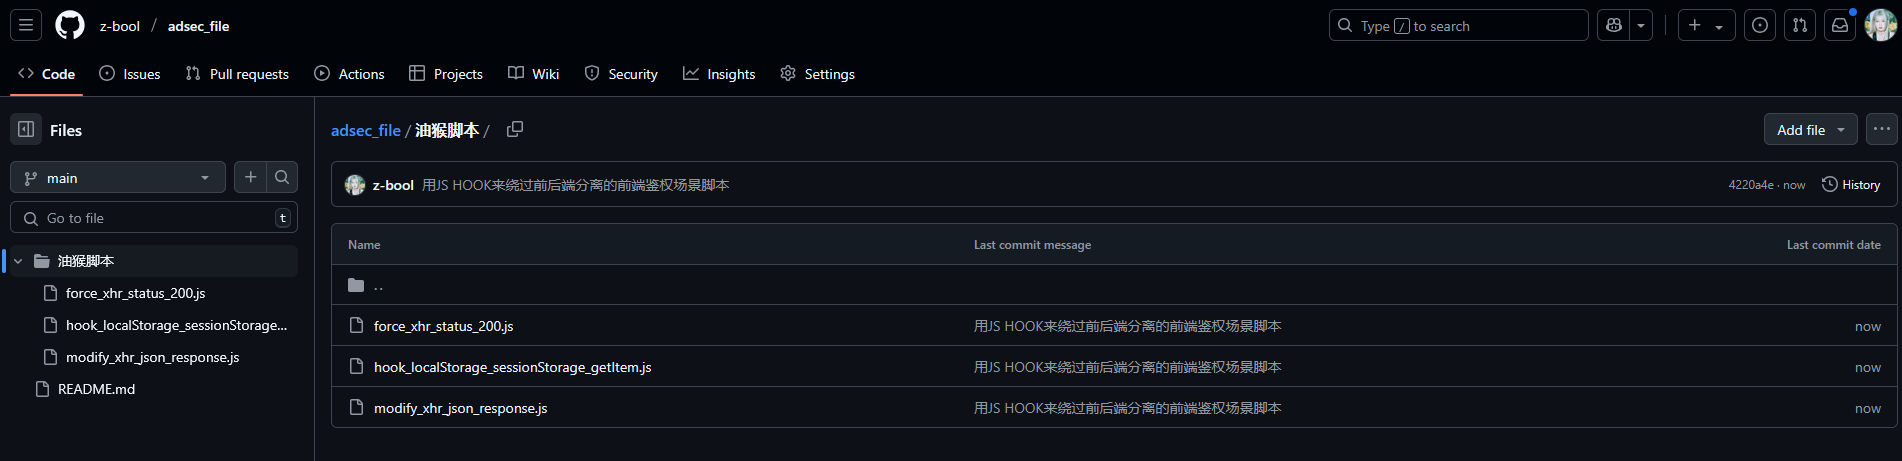 z-bool / adsec_file
Type / to search
Code Issues Pull requests Actions Projects Wiki Security Insights Settings
Files
main
Go to file t
油猴脚本
force_xhr_status_200.js
hook_localStorage_sessionStorage...
modify_xhr_json_response.js
README.md
adsec_file / 油猴脚本 /
Add file
z-bool 用JS HOOK来绕过前后端分离的前端鉴权场景脚本 4220a4e · now History
Name Last commit message Last commit date
..
force_xhr_status_200.js 用JS HOOK来绕过前后端分离的前端鉴权场景脚本 now
hook_localStorage_sessionStorage_getItem.js 用JS HOOK来绕过前后端分离的前端鉴权场景脚本 now
modify_xhr_json_response.js 用JS HOOK来绕过前后端分离的前端鉴权场景脚本 now